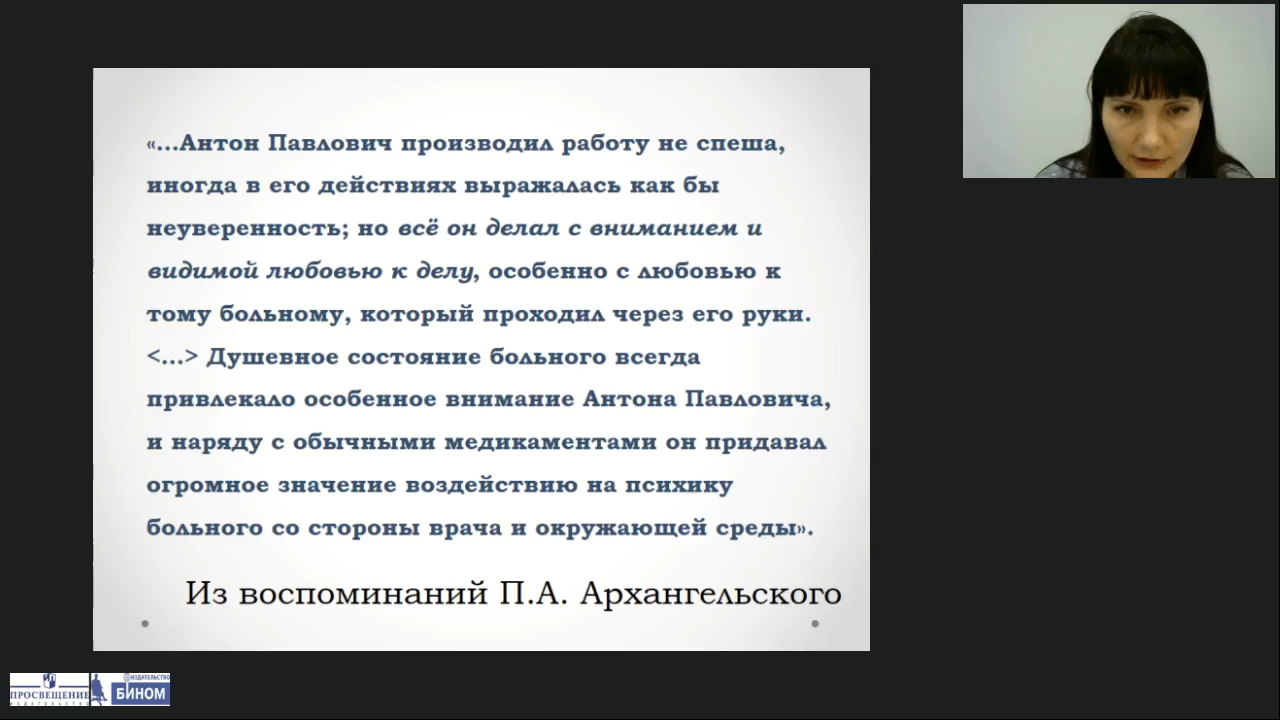 «...Антон Павлович производил работу не спеша,
иногда в его действиях выражалась как бы
неуверенность; но всё он делал с вниманием и
видимой любовью к делу, особенно с любовью к
тому больному, который проходил через его руки.
<...> Душевное состояние больного всегда
привлекало особенное внимание Антона Павловича,
и наряду с обычными медикаментами он придавал
огромное значение воздействию на психику
больного со стороны врача и окружающей среды».
Из воспоминаний П.А. Архангельского
ПРОСВЕЩЕНИЕ
ИЗДАТЕЛЬСТВО
ИЗДАТЕЛЬСТВО
БИНОМ